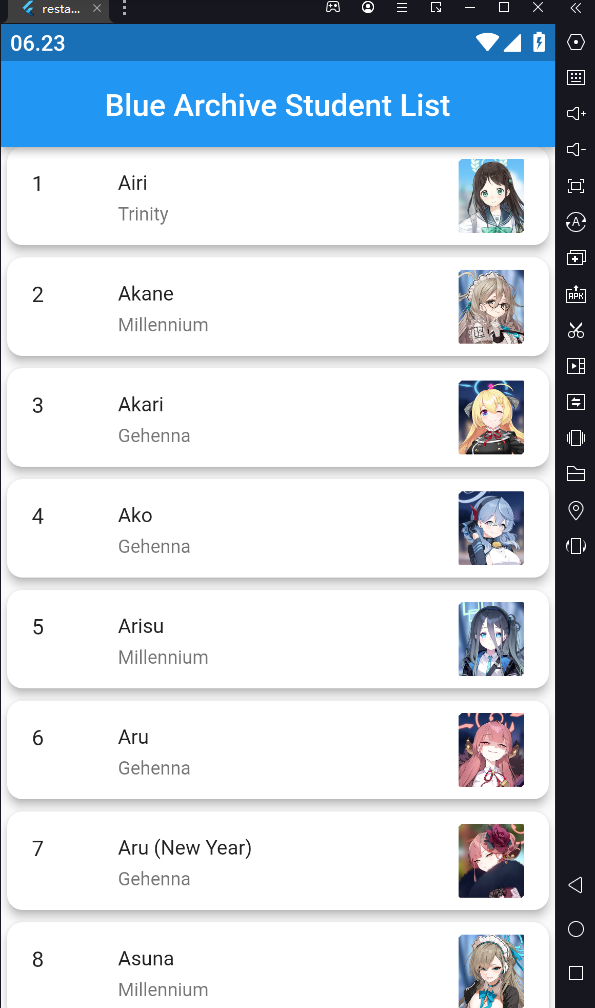 resta...
06.23
Blue Archive Student List
1
Airi
Trinity
2
Akane
Millennium
3
Akari
Gehenna
4
Ako
Gehenna
5
Arisu
Millennium
6
Aru
Gehenna
7
Aru (New Year)
Gehenna
8
Asuna
Millennium
A
APK